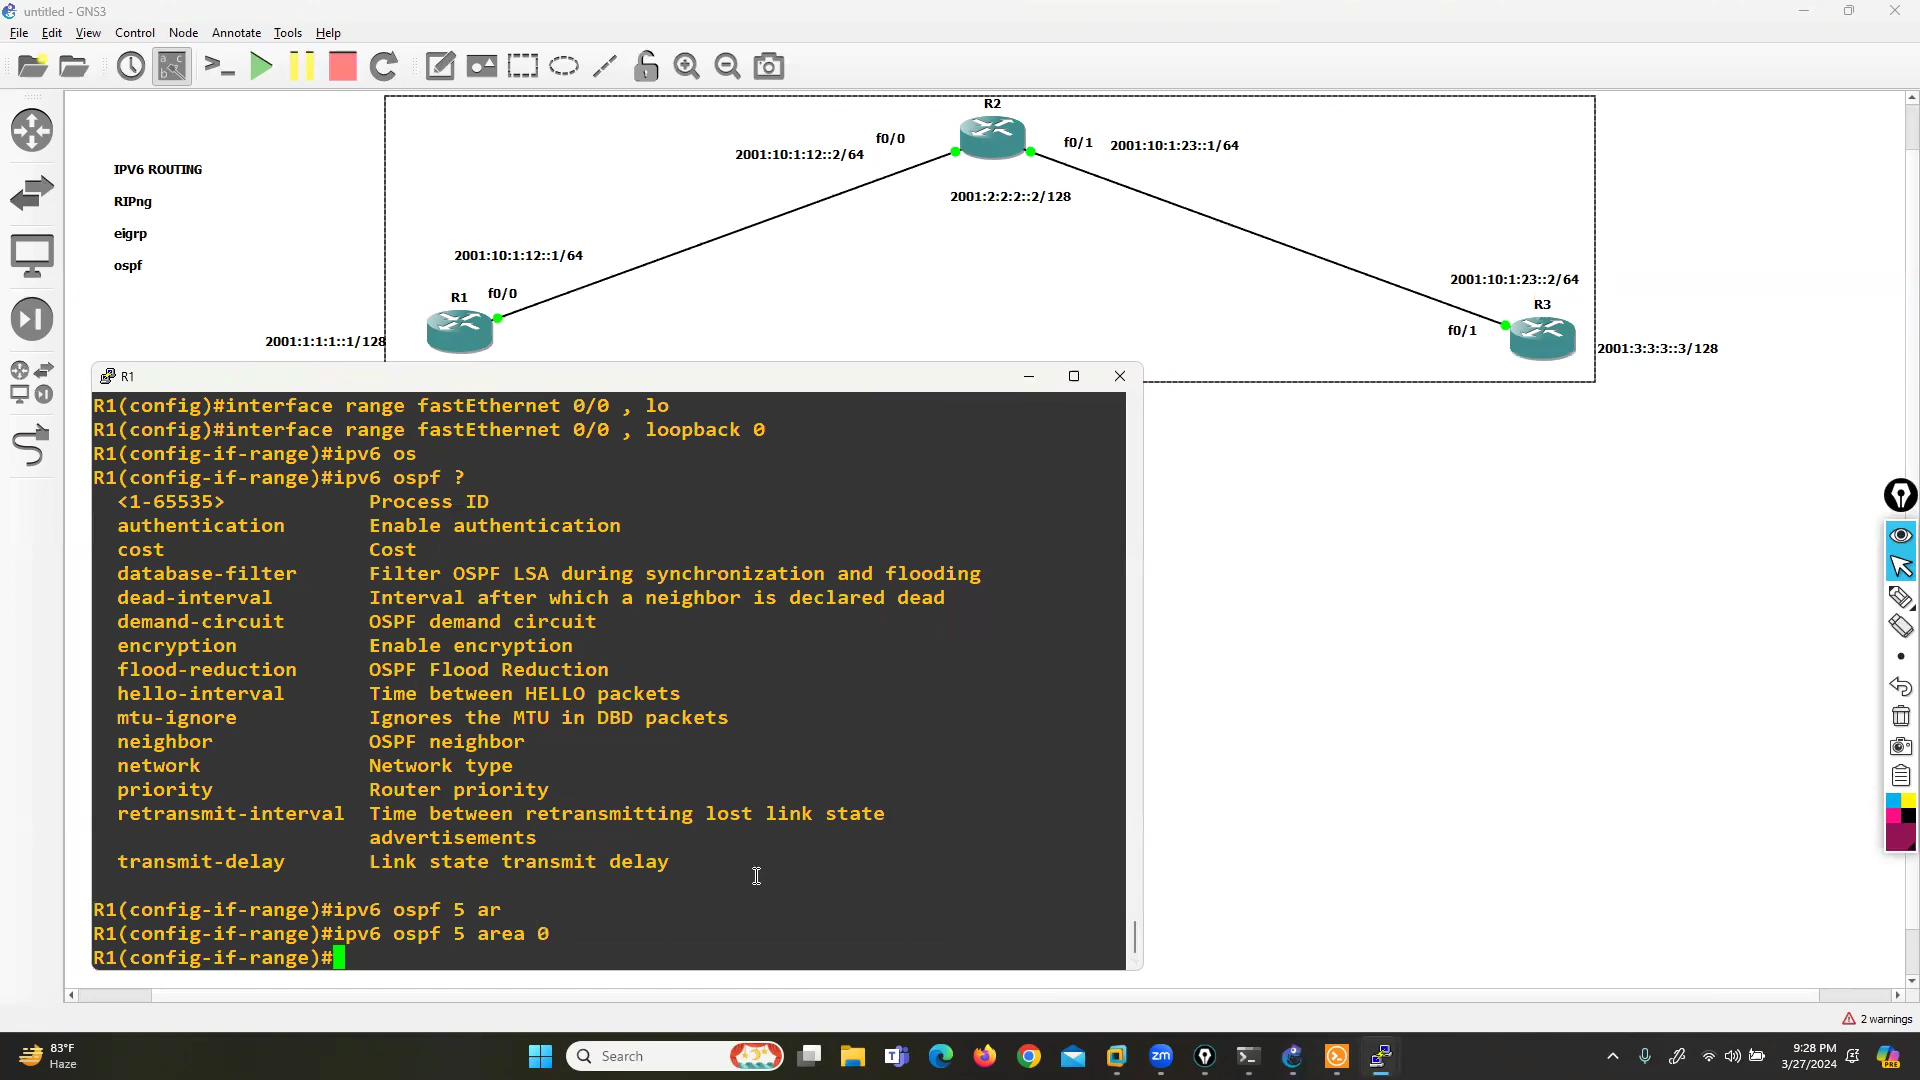 untitled - GNS3
File Edit View Control Node Annotate Tools Help
R2
f0/0
f0/1
2001:10:1:12::2/64
2001:10:1:23::1/64
IPV6 ROUTING
RIPng
eigrp
ospf
2001:2:2:2::2/128
2001:10:1:12::1/64
2001:10:1:23::2/64
R1
f0/0
R3
f0/1
2001:1:1:1::1/128
2001:3:3:3::3/128
R1
R1(config)#interface range fastEthernet 0/0 , lo
R1(config)#interface range fastEthernet 0/0 , loopback 0
R1(config-if-range)#ipv6 os
R1(config-if-range)#ipv6 ospf ?
<1-65535> Process ID
authentication Enable authentication
cost Cost
database-filter Filter OSPF LSA during synchronization and flooding
dead-interval Interval after which a neighbor is declared dead
demand-circuit OSPF demand circuit
encryption Enable encryption
flood-reduction OSPF Flood Reduction
hello-interval Time between HELLO packets
mtu-ignore Ignores the MTU in DBD packets
neighbor OSPF neighbor
network Network type
priority Router priority
retransmit-interval Time between retransmitting lost link state
advertisements
transmit-delay Link state transmit delay
R1(config-if-range)#ipv6 ospf 5 ar
R1(config-if-range)#ipv6 ospf 5 area 0
R1(config-if-range)#
2 warnings
83°F
Haze
Search
9:28 PM
3/27/2024